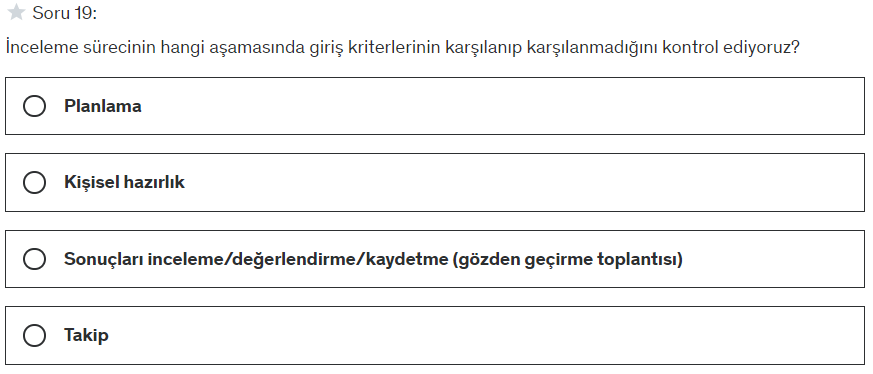 Soru 19:
İnceleme sürecinin hangi aşamasında giriş kriterlerinin karşılanıp karşılanmadığını kontrol ediyoruz?
Planlama
Kişisel hazırlık
Sonuçları inceleme/değerlendirme/kaydetme (gözden geçirme toplantısı)
Takip